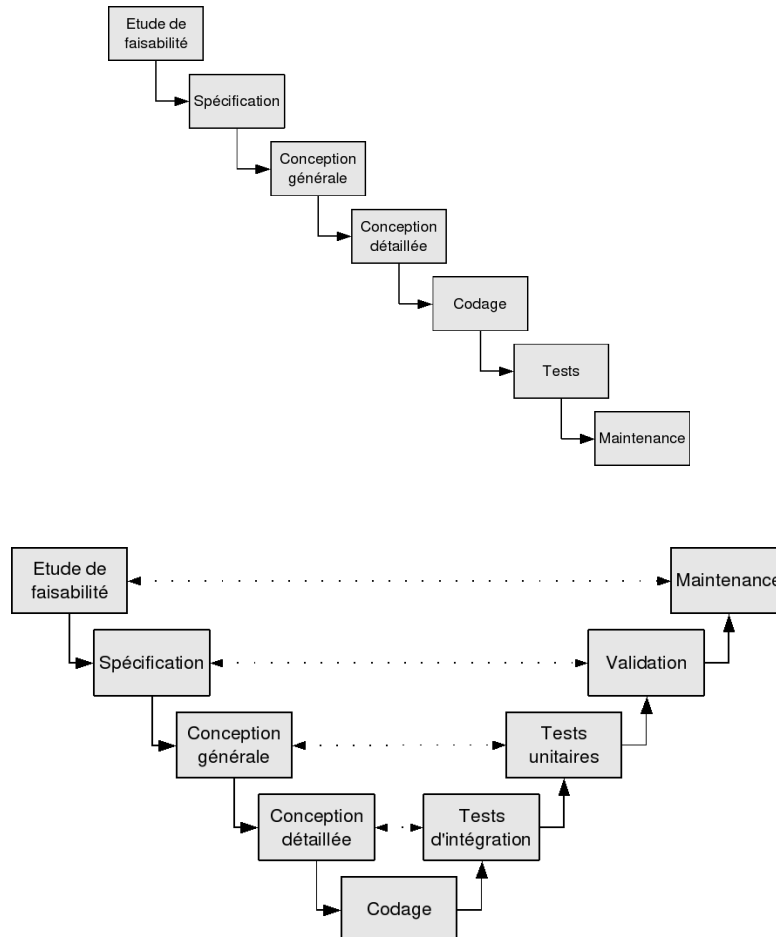 Etude de
faisabilité
Spécification
Conception
générale
Conception
détaillée
Codage
Tests
Maintenance
Etude de
faisabilité
Maintenance
Spécification
Validation
Conception
générale
Tests
unitaires
Conception
détaillée
Tests
d'intégration
Codage